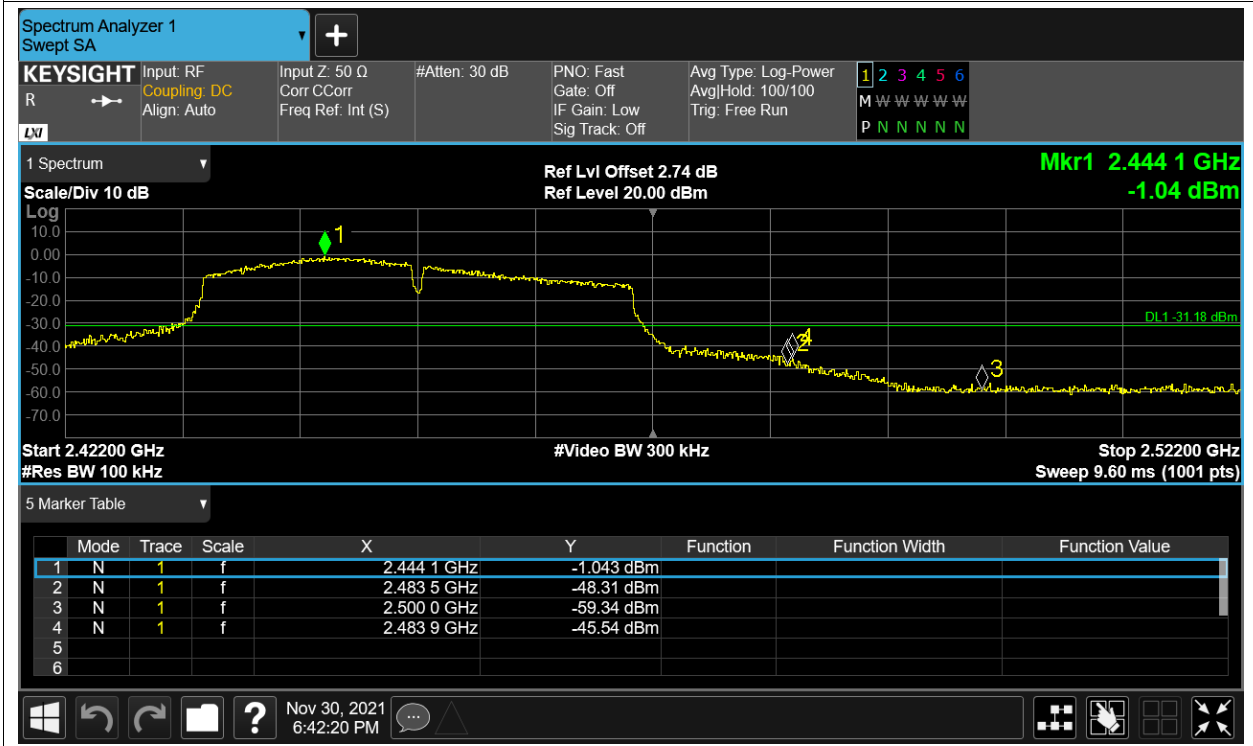 Spectrum Analyzer 1
Swept SA
+
KEYSIGHT Input: RF Input Z: 50 Ω #Atten: 30 dB PNO: Fast Avg Type: Log-Power 1 2 3 4 5 6
R Coupling: DC Corr CCorr Gate: Off Avg|Hold: 100/100 M W W W W W
Align: Auto Freq Ref: Int (S) IF Gain: Low Trig: Free Run
LXI Sig Track: Off P N N N N N
1 Spectrum Ref Lvl Offset 2.74 dB Mkr1 2.444 1 GHz
Scale/Div 10 dB Ref Level 20.00 dBm -1.04 dBm
Log
10.0 1
0.00
-10.0
-20.0
-30.0 DL1 -31.18 dBm
-40.0 2 4
-50.0 3
-60.0
-70.0
Start 2.42200 GHz #Video BW 300 kHz Stop 2.52200 GHz
#Res BW 100 kHz Sweep 9.60 ms (1001 pts)
5 Marker Table
Mode Trace Scale X Y Function Function Width Function Value
1 N 1 f 2.444 1 GHz -1.043 dBm
2 N 1 f 2.483 5 GHz -48.31 dBm
3 N 1 f 2.500 0 GHz -59.34 dBm
4 N 1 f 2.483 9 GHz -45.54 dBm
5
6
? Nov 30, 2021
6:42:20 PM